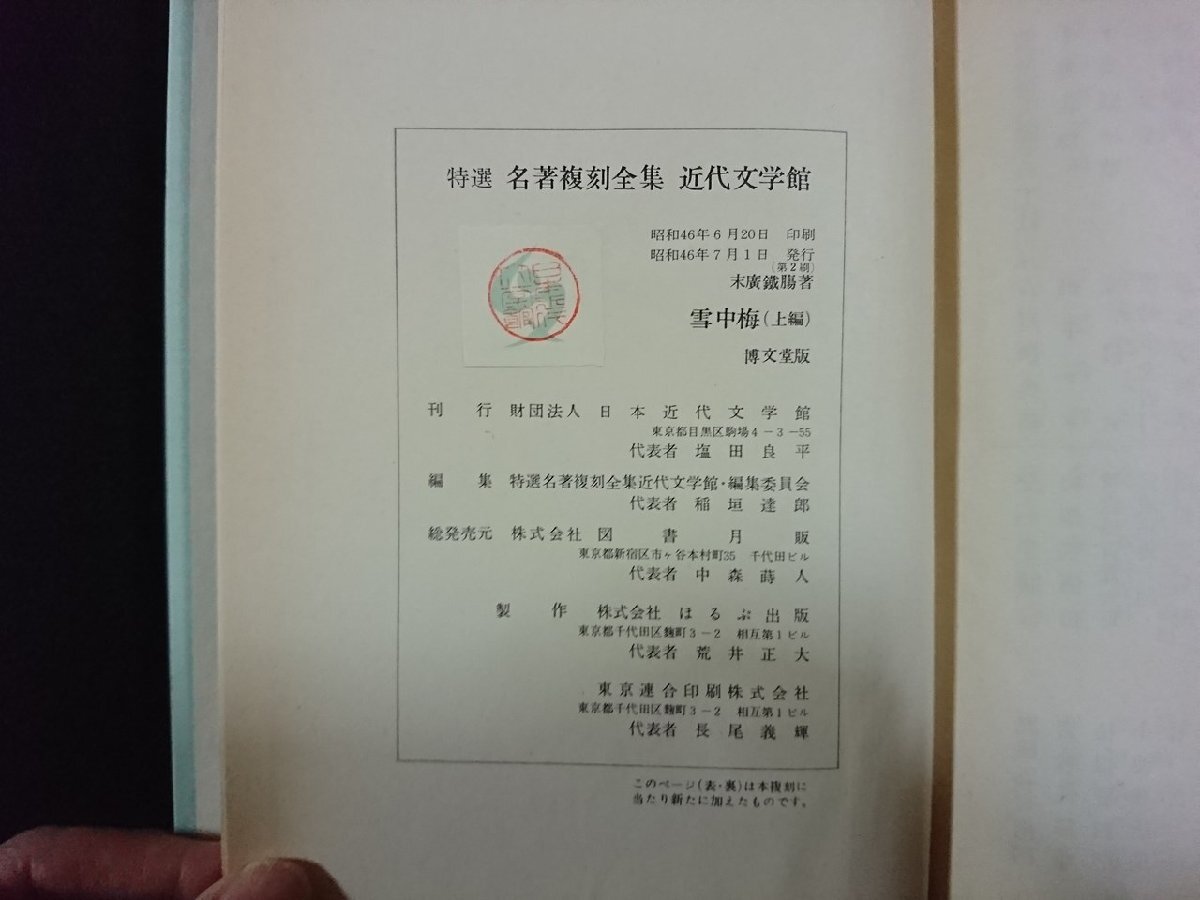 特選 名著複刻全集 近代文学館
昭和46年6月20日 印刷
昭和46年7月1日 発行
(第2刷)
末廣鐵腸著
雪中梅(上編)
博文堂版
刊行 財団法人 日本近代文学館
東京都目黒区駒場4-3-55
代表者 塩田良平
編集 特選名著複刻全集近代文学館・編集委員会
代表者 稲垣達郎
総発売元 株式会社 図書月販
東京都新宿区市ヶ谷本村町35 千代田ビル
代表者 中森蒔人
製作 株式会社 ほるぷ出版
東京都千代田区麹町3-2 相互第1ビル
代表者 荒井正大
東京連合印刷株式会社
東京都千代田区麹町3-2 相互第1ビル
代表者 長尾義輝
このページ(表・裏)は本複刻に
当たり新たに加えたものです。